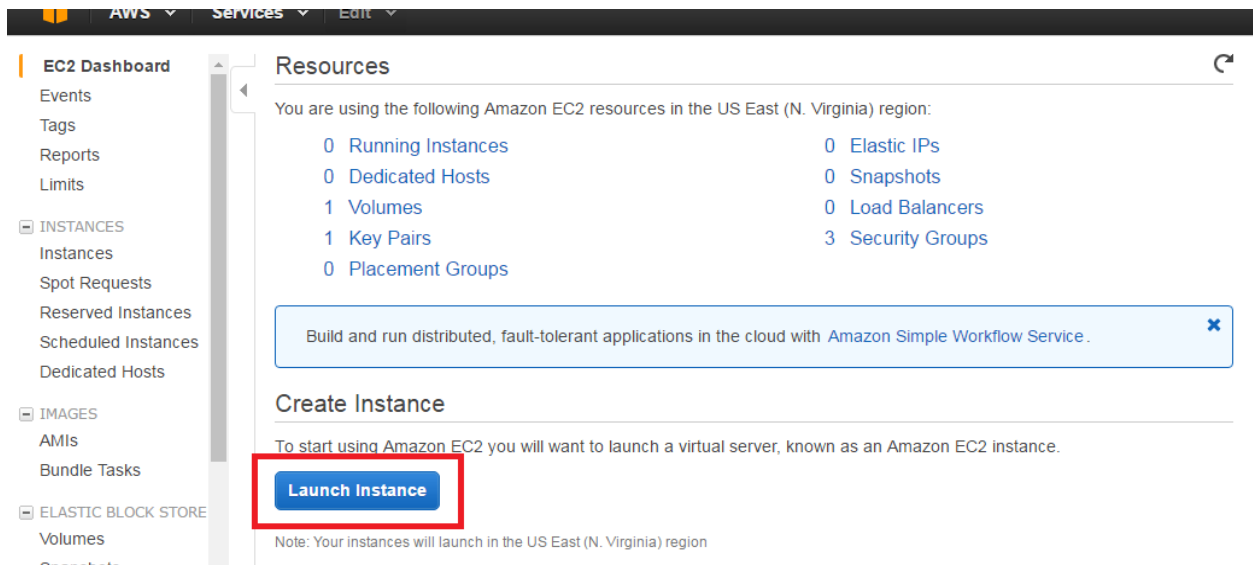 AWS Services Edit
EC2 Dashboard
Events
Tags
Reports
Limits
INSTANCES
Instances
Spot Requests
Reserved Instances
Scheduled Instances
Dedicated Hosts
IMAGES
AMIs
Bundle Tasks
ELASTIC BLOCK STORE
Volumes
Snapshots
Resources
You are using the following Amazon EC2 resources in the US East (N. Virginia) region:
0 Running Instances
0 Dedicated Hosts
1 Volumes
1 Key Pairs
0 Placement Groups
0 Elastic IPs
0 Snapshots
0 Load Balancers
3 Security Groups
Build and run distributed, fault-tolerant applications in the cloud with Amazon Simple Workflow Service.
Create Instance
To start using Amazon EC2 you will want to launch a virtual server, known as an Amazon EC2 instance.
Launch Instance
Note: Your instances will launch in the US East (N. Virginia) region